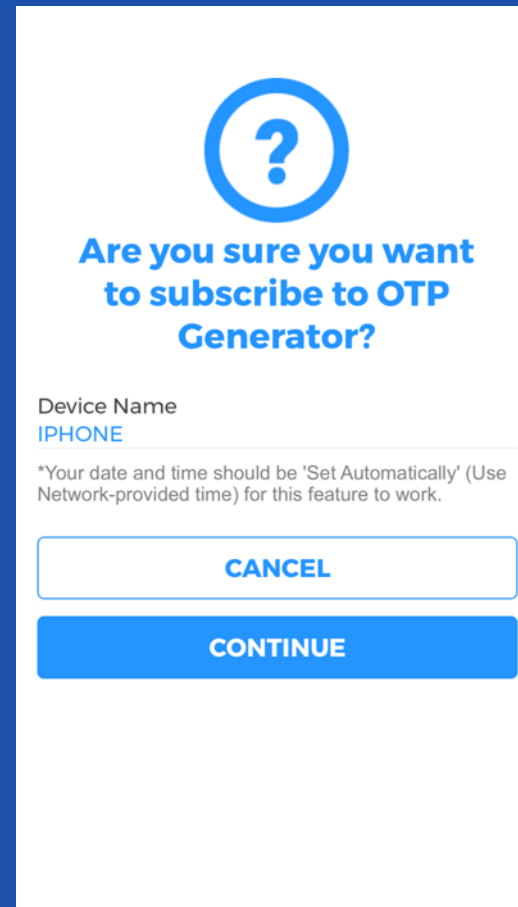 ?
Are you sure you want
to subscribe to OTP
Generator?
Device Name
IPHONE
*Your date and time should be 'Set Automatically' (Use
Network-provided time) for this feature to work.
CANCEL
CONTINUE